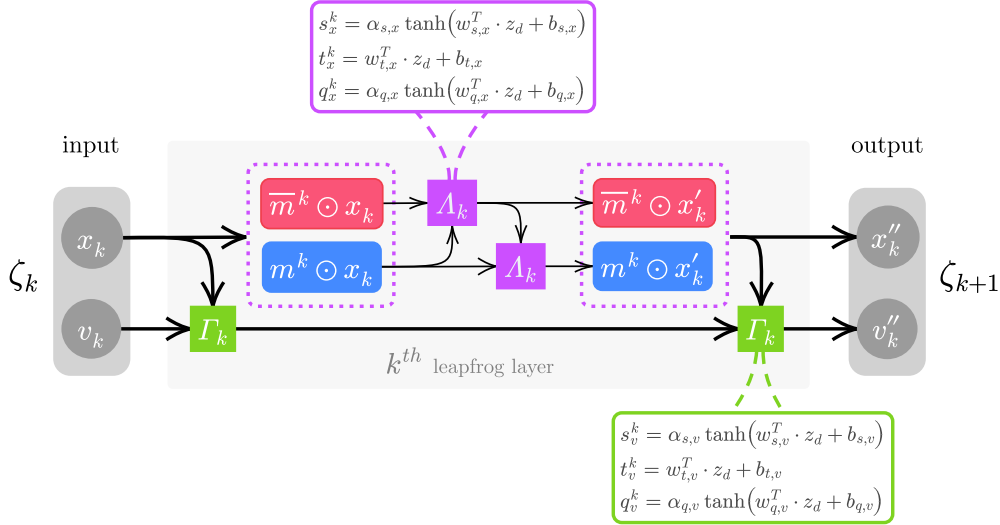 s_x^k = α_{s,x} tanh(w_{s,x}^T · z_d + b_{s,x})
t_x^k = w_{t,x}^T · z_d + b_{t,x}
q_x^k = α_{q,x} tanh(w_{q,x}^T · z_d + b_{q,x})
input
output
m̅^k ⊙ x_k
Λ_k
m̅^k ⊙ x′_k
x_k
m^k ⊙ x_k
Λ_k
m^k ⊙ x′_k
x″_k
ζ_k
ζ_{k+1}
v_k
Γ_k
Γ_k
v″_k
k^{th} leapfrog layer
s_v^k = α_{s,v} tanh(w_{s,v}^T · z_d + b_{s,v})
t_v^k = w_{t,v}^T · z_d + b_{t,v}
q_v^k = α_{q,v} tanh(w_{q,v}^T · z_d + b_{q,v})